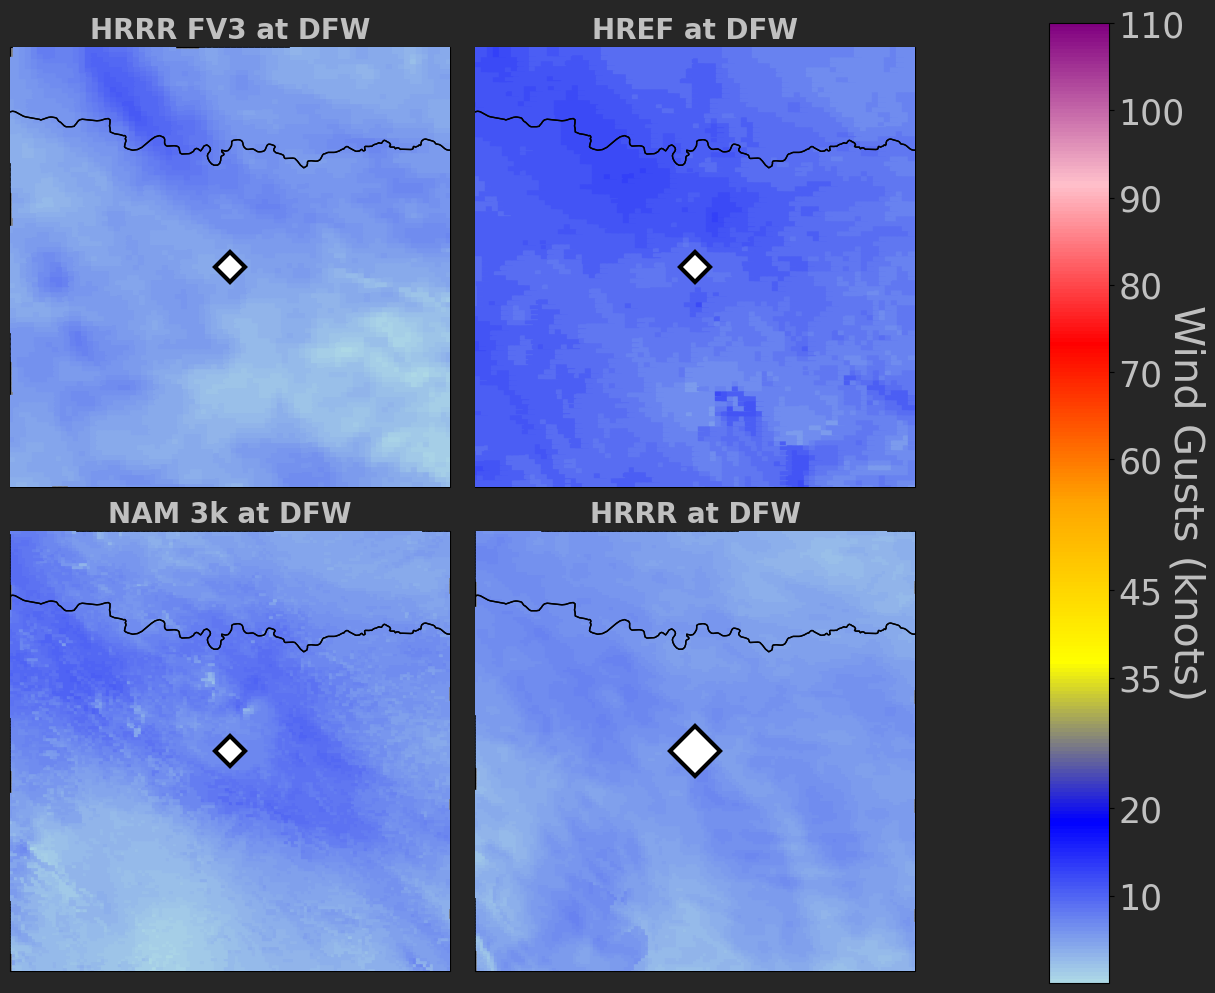 HRRR FV3 at DFW
HREF at DFW
NAM 3k at DFW
HRRR at DFW
110
100
90
80
70
60
45
35
20
10
Wind Gusts (knots)